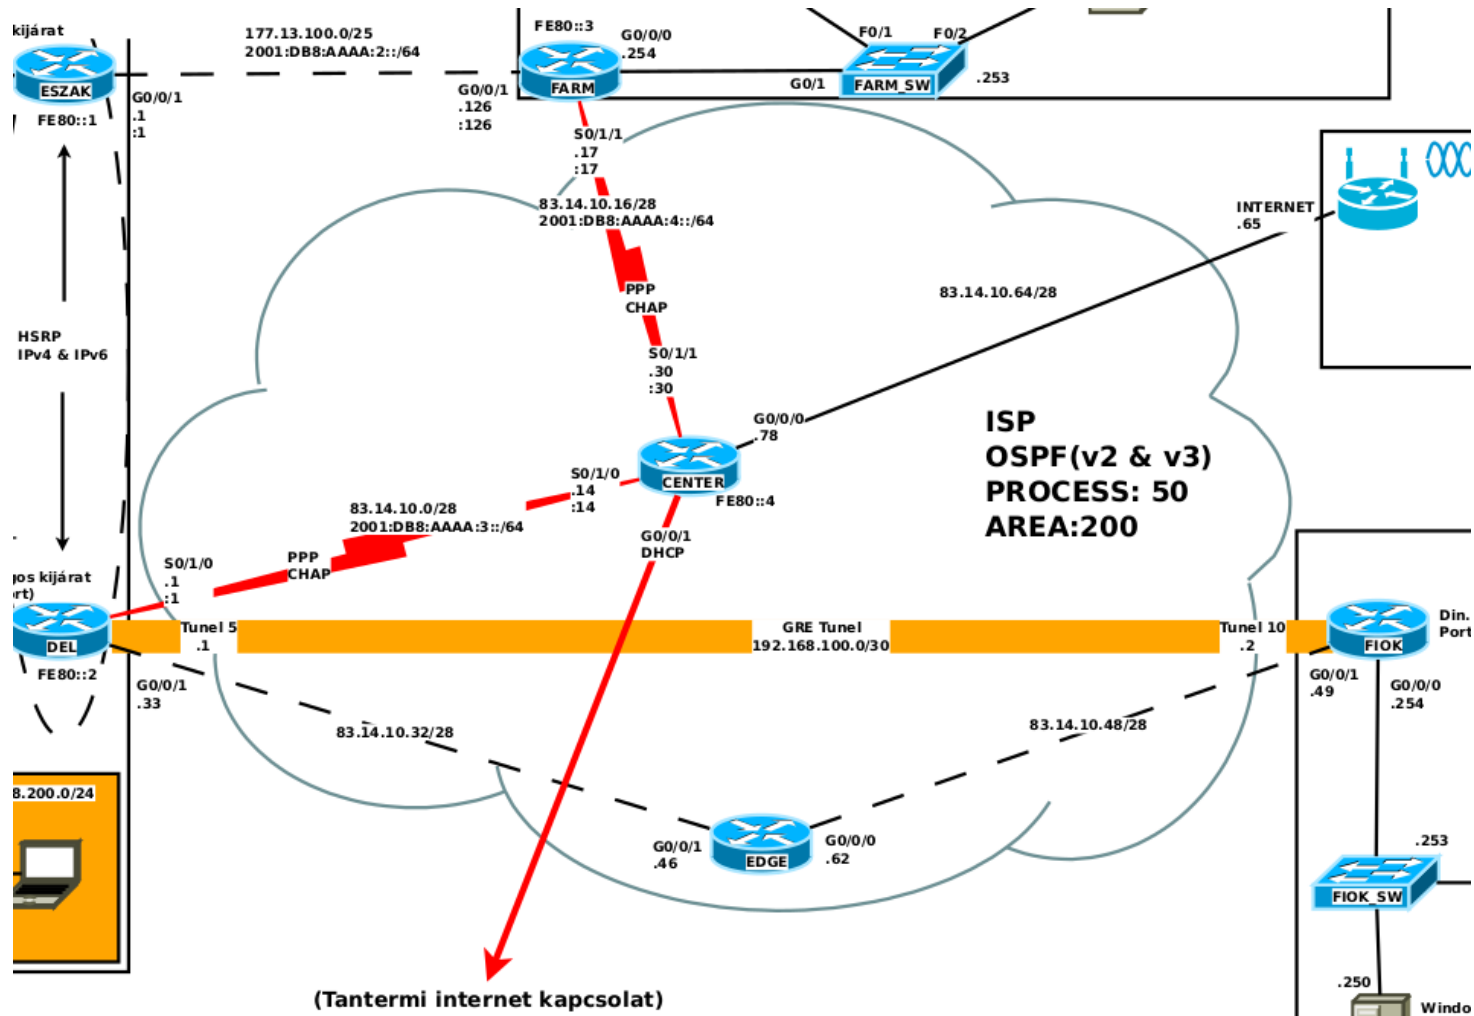 kijárat
177.13.100.0/25
2001:DB8:AAAA:2::/64
FE80::3
G0/0/0
.254
F0/1
F0/2
ESZAK
G0/0/1
.1
:1
FE80::1
G0/0/1
.126
:126
FARM
G0/1
FARM_SW
.253
S0/1/1
.17
:17
83.14.10.16/28
2001:DB8:AAAA:4::/64
INTERNET
.65
83.14.10.64/28
PPP
CHAP
HSRP
IPv4 & IPv6
S0/1/1
.30
:30
G0/0/0
.78
ISP
OSPF(v2 & v3)
PROCESS: 50
AREA:200
CENTER
FE80::4
S0/1/0
.14
:14
83.14.10.0/28
2001:DB8:AAAA:3::/64
G0/0/1
DHCP
PPP
CHAP
S0/1/0
.1
:1
gos kijárat
rt)
DEL
FE80::2
Tunel 5
.1
GRE Tunel
192.168.100.0/30
Tunel 10
.2
FIOK
Din.
Port
G0/0/1
.33
G0/0/1
.49
G0/0/0
.254
83.14.10.32/28
83.14.10.48/28
8.200.0/24
G0/0/1
.46
EDGE
G0/0/0
.62
.253
FIOK_SW
.250
Windo
(Tantermi internet kapcsolat)